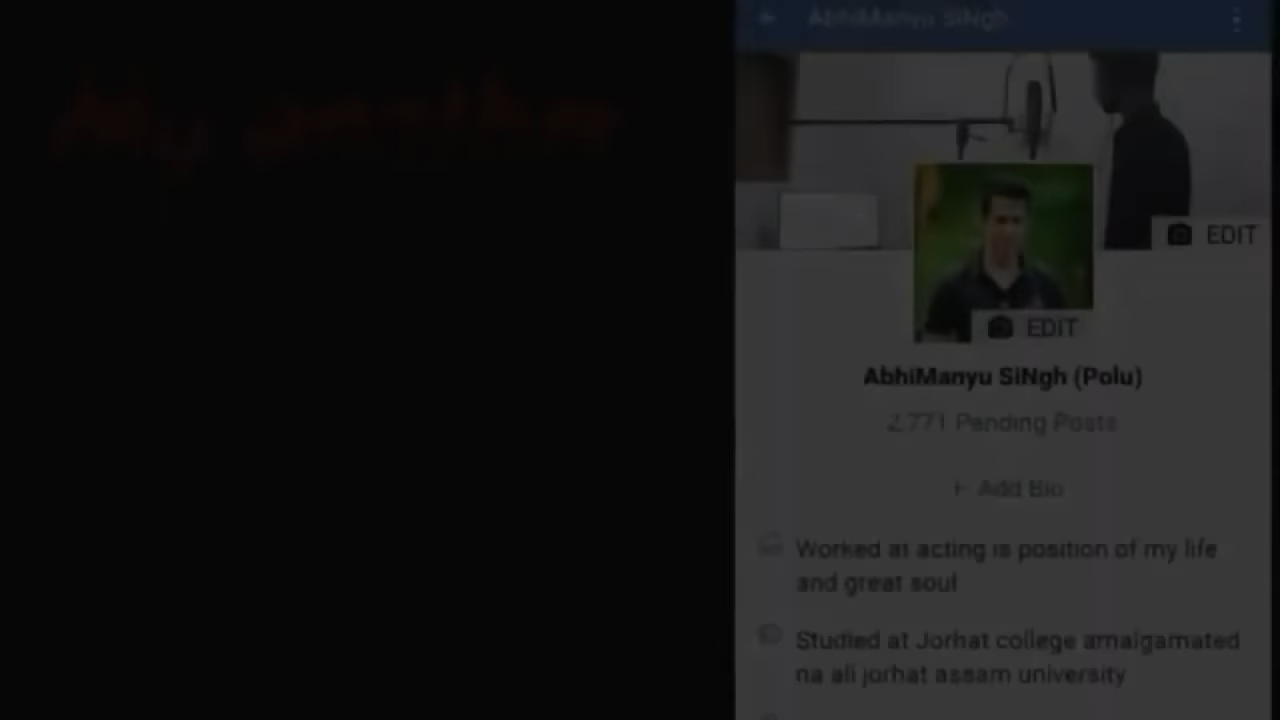 My
AbhiManyu SiNgh
EDIT
EDIT
AbhiManyu SiNgh (Polu)
2,771 Pending Posts
+ Add Bio
Worked at acting is position of my life
and great soul
Studied at Jorhat college amalgamated
na ali jorhat assam university